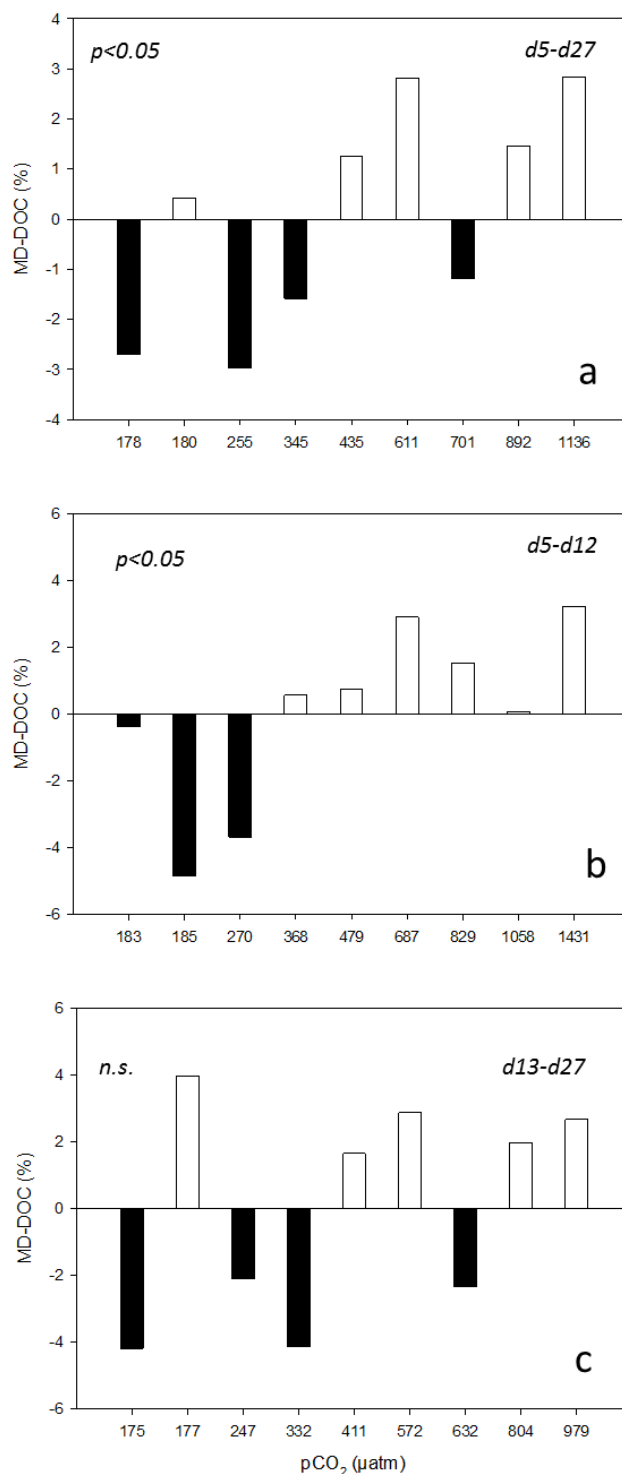 p<0.05 d5-d27
4
3
2
1
0
-1
-2
-3
-4
MD-DOC (%)
a
178 180 255 345 435 611 701 892 1136
p<0.05 d5-d12
6
4
2
0
-2
-4
-6
MD-DOC (%)
b
183 185 270 368 479 687 829 1058 1431
n.s. d13-d27
6
4
2
0
-2
-4
-6
MD-DOC (%)
c
175 177 247 332 411 572 632 804 979
pCO₂ (µatm)